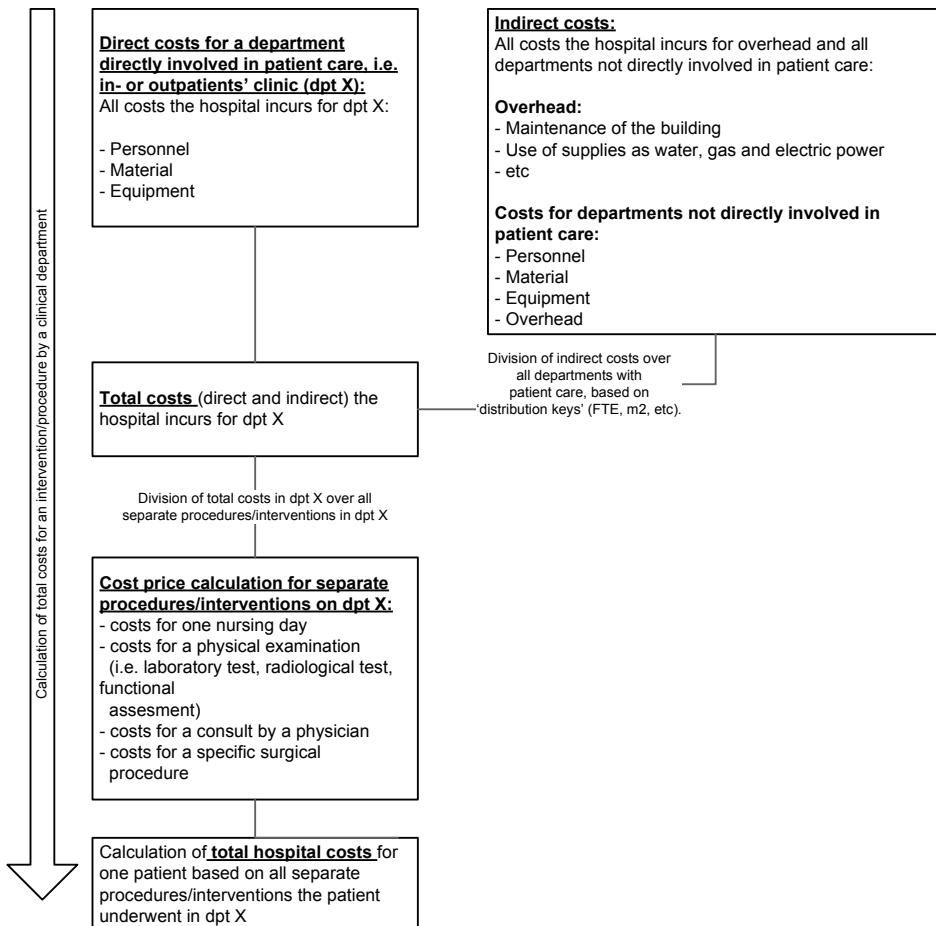 Calculation of total costs for an intervention/procedure by a clinical department
Direct costs for a department
directly involved in patient care, i.e.
in- or outpatients' clinic (dpt X):
All costs the hospital incurs for dpt X:
- Personnel
- Material
- Equipment
Indirect costs:
All costs the hospital incurs for overhead and all
departments not directly involved in patient care:
Overhead:
- Maintenance of the building
- Use of supplies as water, gas and electric power
- etc
Costs for departments not directly involved in
patient care:
- Personnel
- Material
- Equipment
- Overhead
Division of indirect costs over
all departments with
patient care, based on
'distribution keys' (FTE, m2, etc).
Total costs (direct and indirect) the
hospital incurs for dpt X
Division of total costs in dpt X over all
separate procedures/interventions in dpt X
Cost price calculation for separate
procedures/interventions on dpt X:
- costs for one nursing day
- costs for a physical examination
(i.e. laboratory test, radiological test,
functional
assesment)
- costs for a consult by a physician
- costs for a specific surgical
procedure
Calculation of total hospital costs for
one patient based on all separate
procedures/interventions the patient
underwent in dpt X